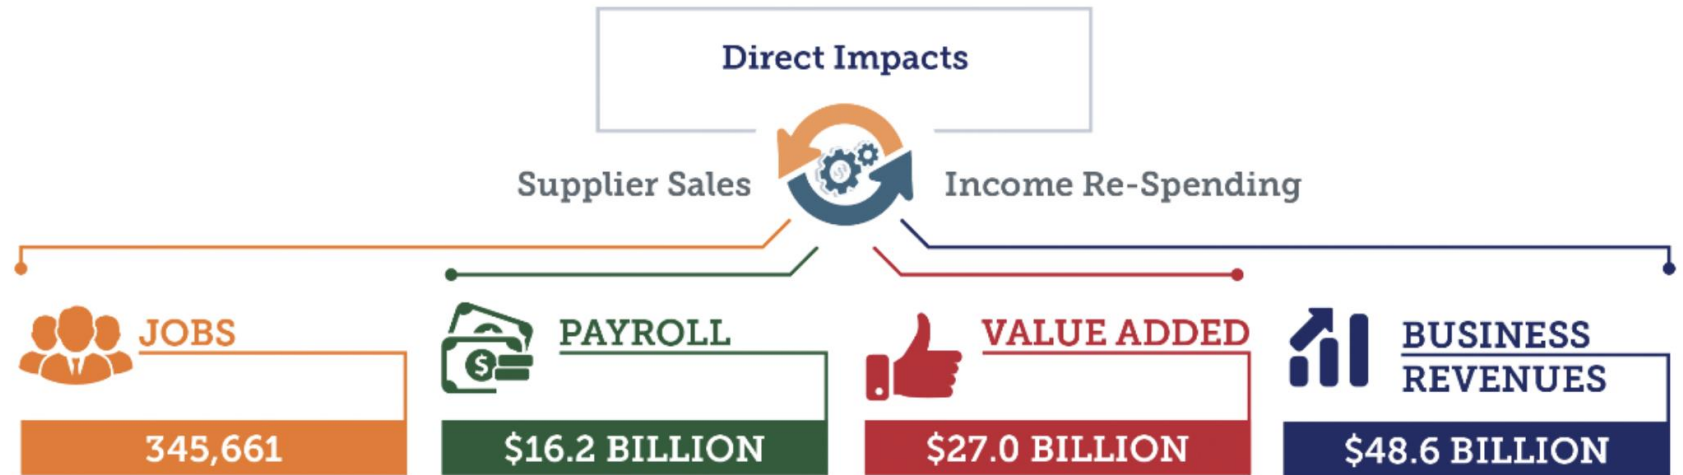 Direct Impacts
Supplier Sales
Income Re-Spending
JOBS
345,661
PAYROLL
$
$16.2 BILLION
VALUE ADDED
$27.0 BILLION
BUSINESS
REVENUES
$48.6 BILLION